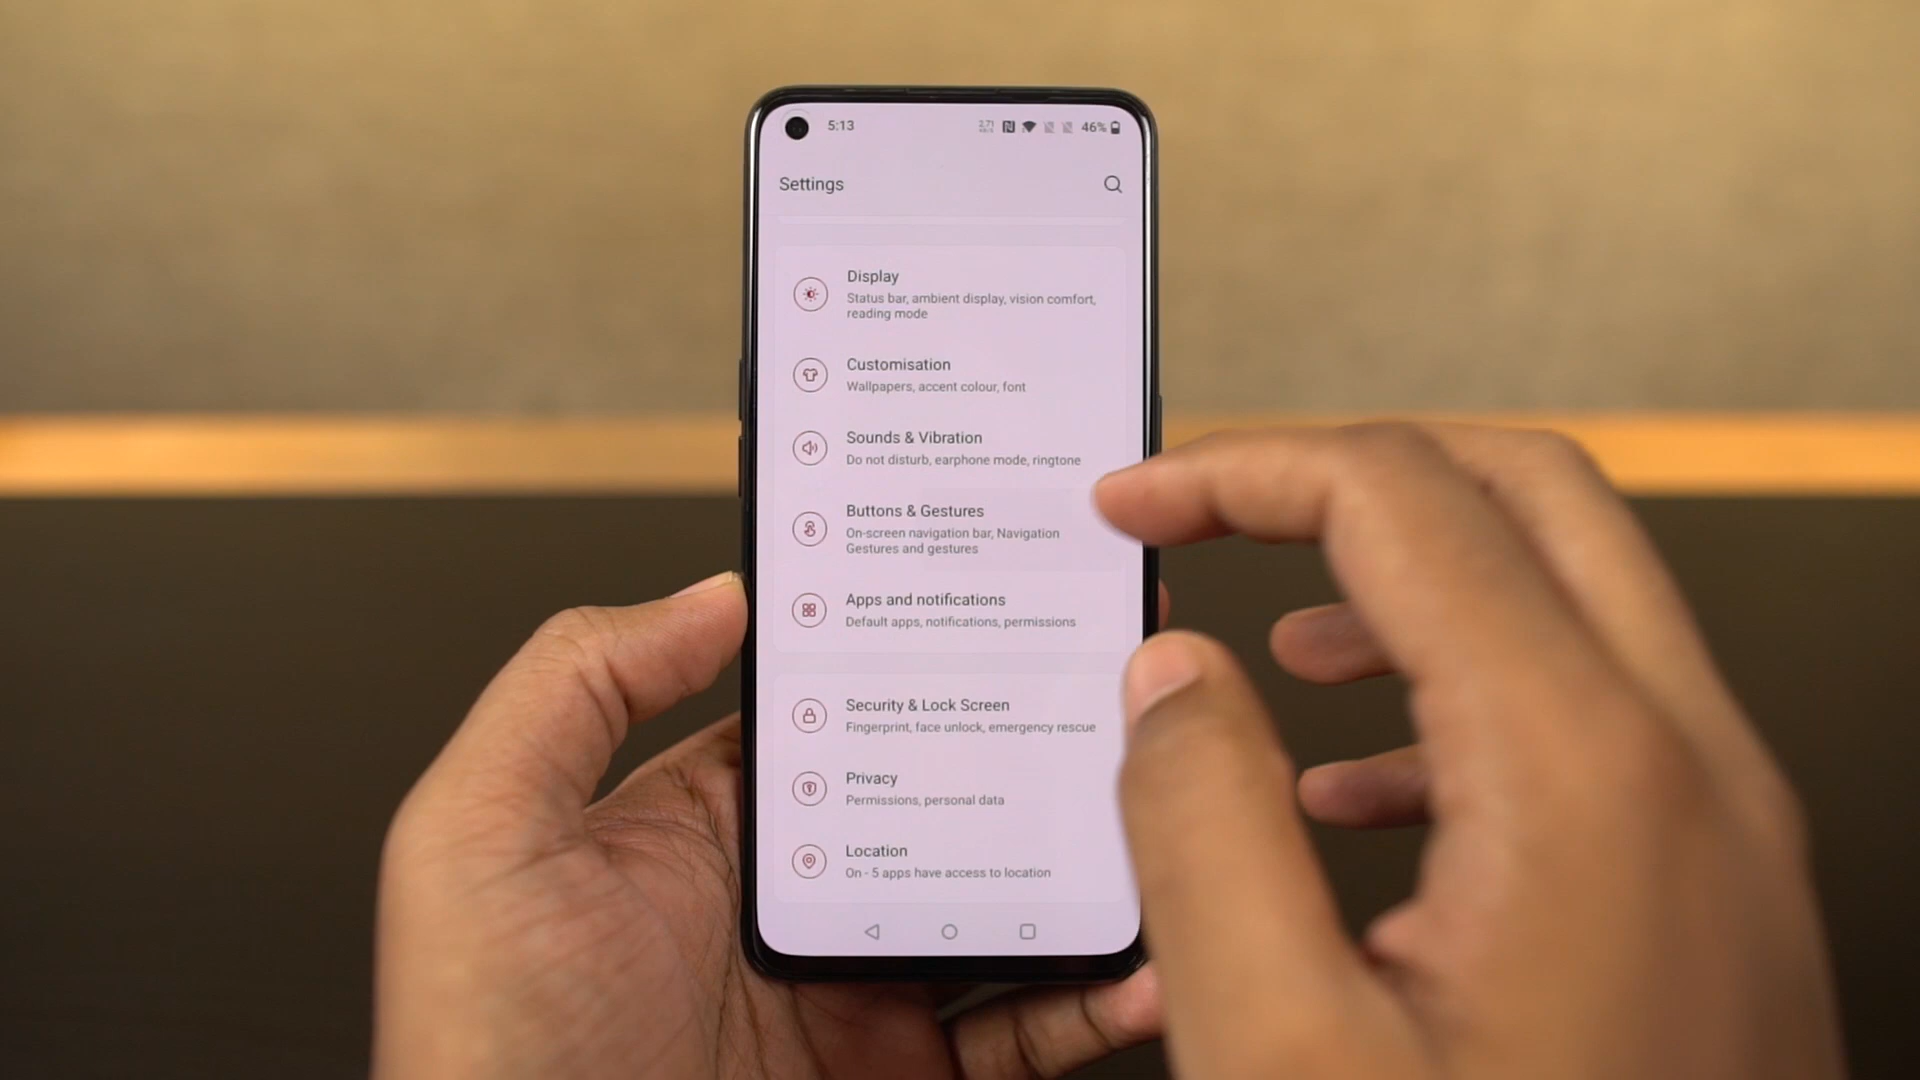 5:13
2.71
46%
Settings
Display
Status bar, ambient display, vision comfort,
reading mode
Customisation
Wallpapers, accent colour, font
Sounds & Vibration
Do not disturb, earphone mode, ringtone
Buttons & Gestures
On-screen navigation bar, Navigation
Gestures and gestures
Apps and notifications
Default apps, notifications, permissions
Security & Lock Screen
Fingerprint, face unlock, emergency rescue
Privacy
Permissions, personal data
Location
On - 5 apps have access to location